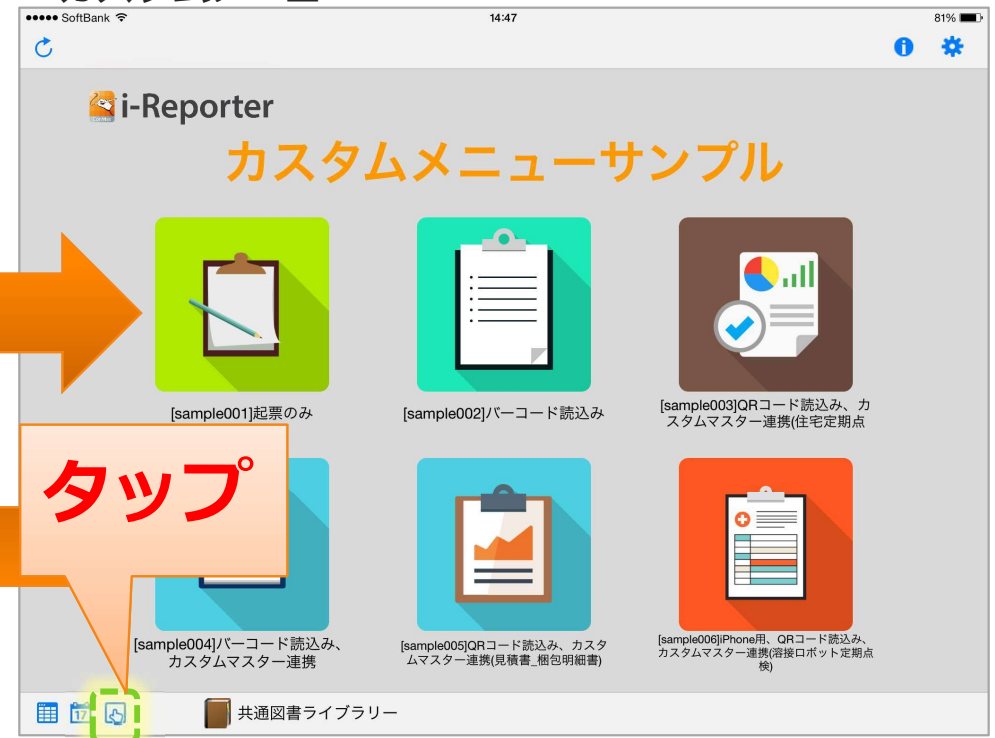 ●●●●● SoftBank
14:47
81%
i-Reporter
カスタムメニューサンプル
[sample001]起票のみ
[sample002]バーコード読込み
[sample003]QRコード読込み、カ
スタムマスター連携(住宅定期点
タップ
[sample004]バーコード読込み、
カスタムマスター連携
[sample005]QRコード読込み、カスタ
ムマスター連携(見積書_梱包明細書)
[sample006]iPhone用、QRコード読込み、
カスタムマスター連携(溶接ロボット定期点
検)
17
共通図書ライブラリー